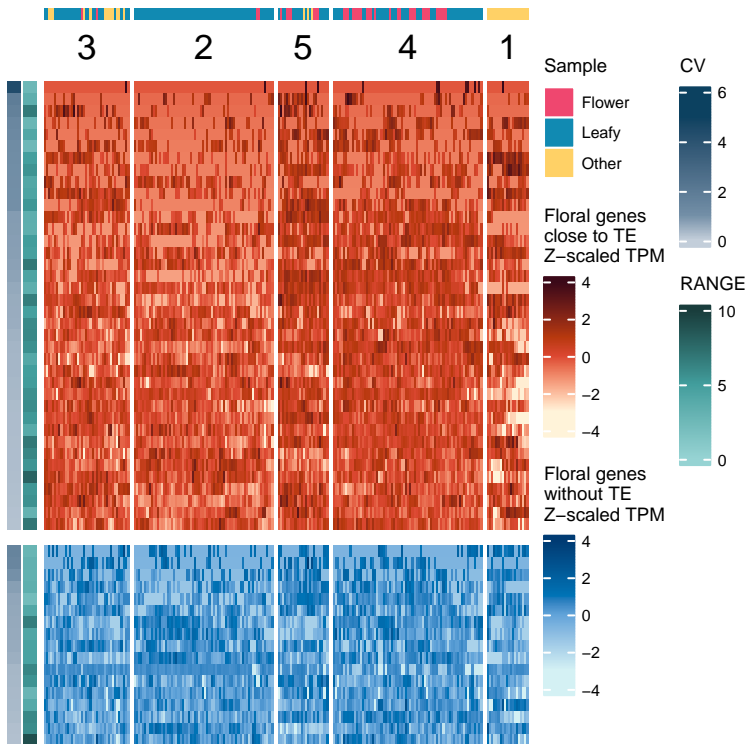 3 2 5 4 1
Sample
Flower
Leafy
Other
Floral genes
close to TE
Z−scaled TPM
4
2
0
−2
−4
Floral genes
without TE
Z−scaled TPM
4
2
0
−2
−4
CV
6
4
2
0
RANGE
10
5
0